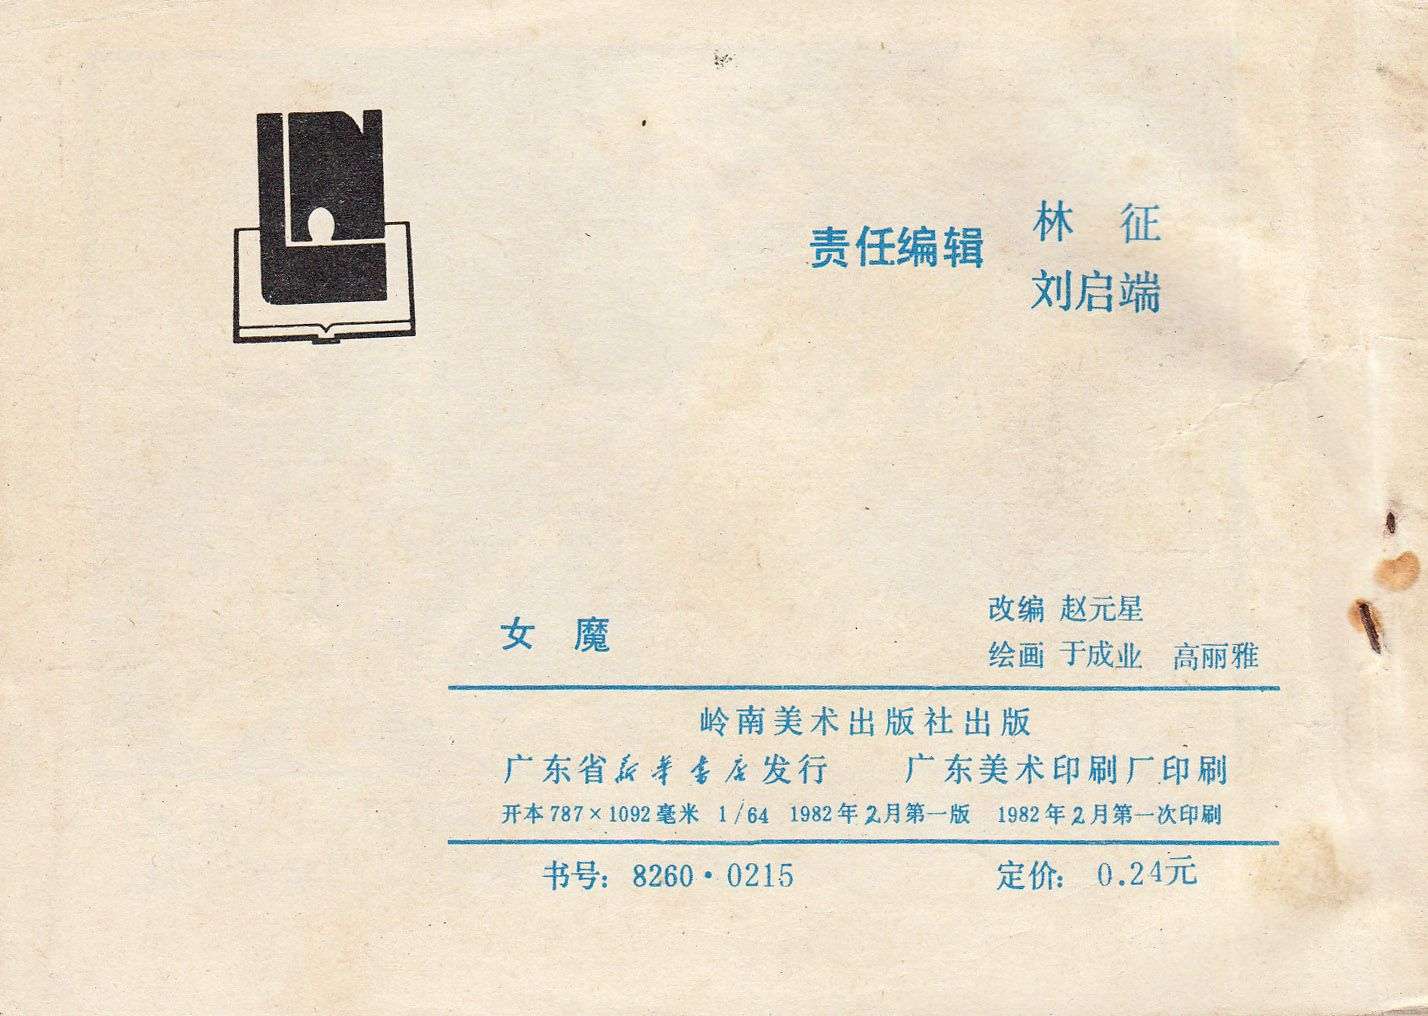 责任编辑
林 征
刘启端
女 魔
改编 赵元星
绘画 于成业 高丽雅
岭南美术出版社出版
广东省新华书店发行 广东美术印刷厂印刷
开本787×1092毫米 1/64 1982年2月第一版 1982年2月第一次印刷
书号：8260·0215 定价：0.24元